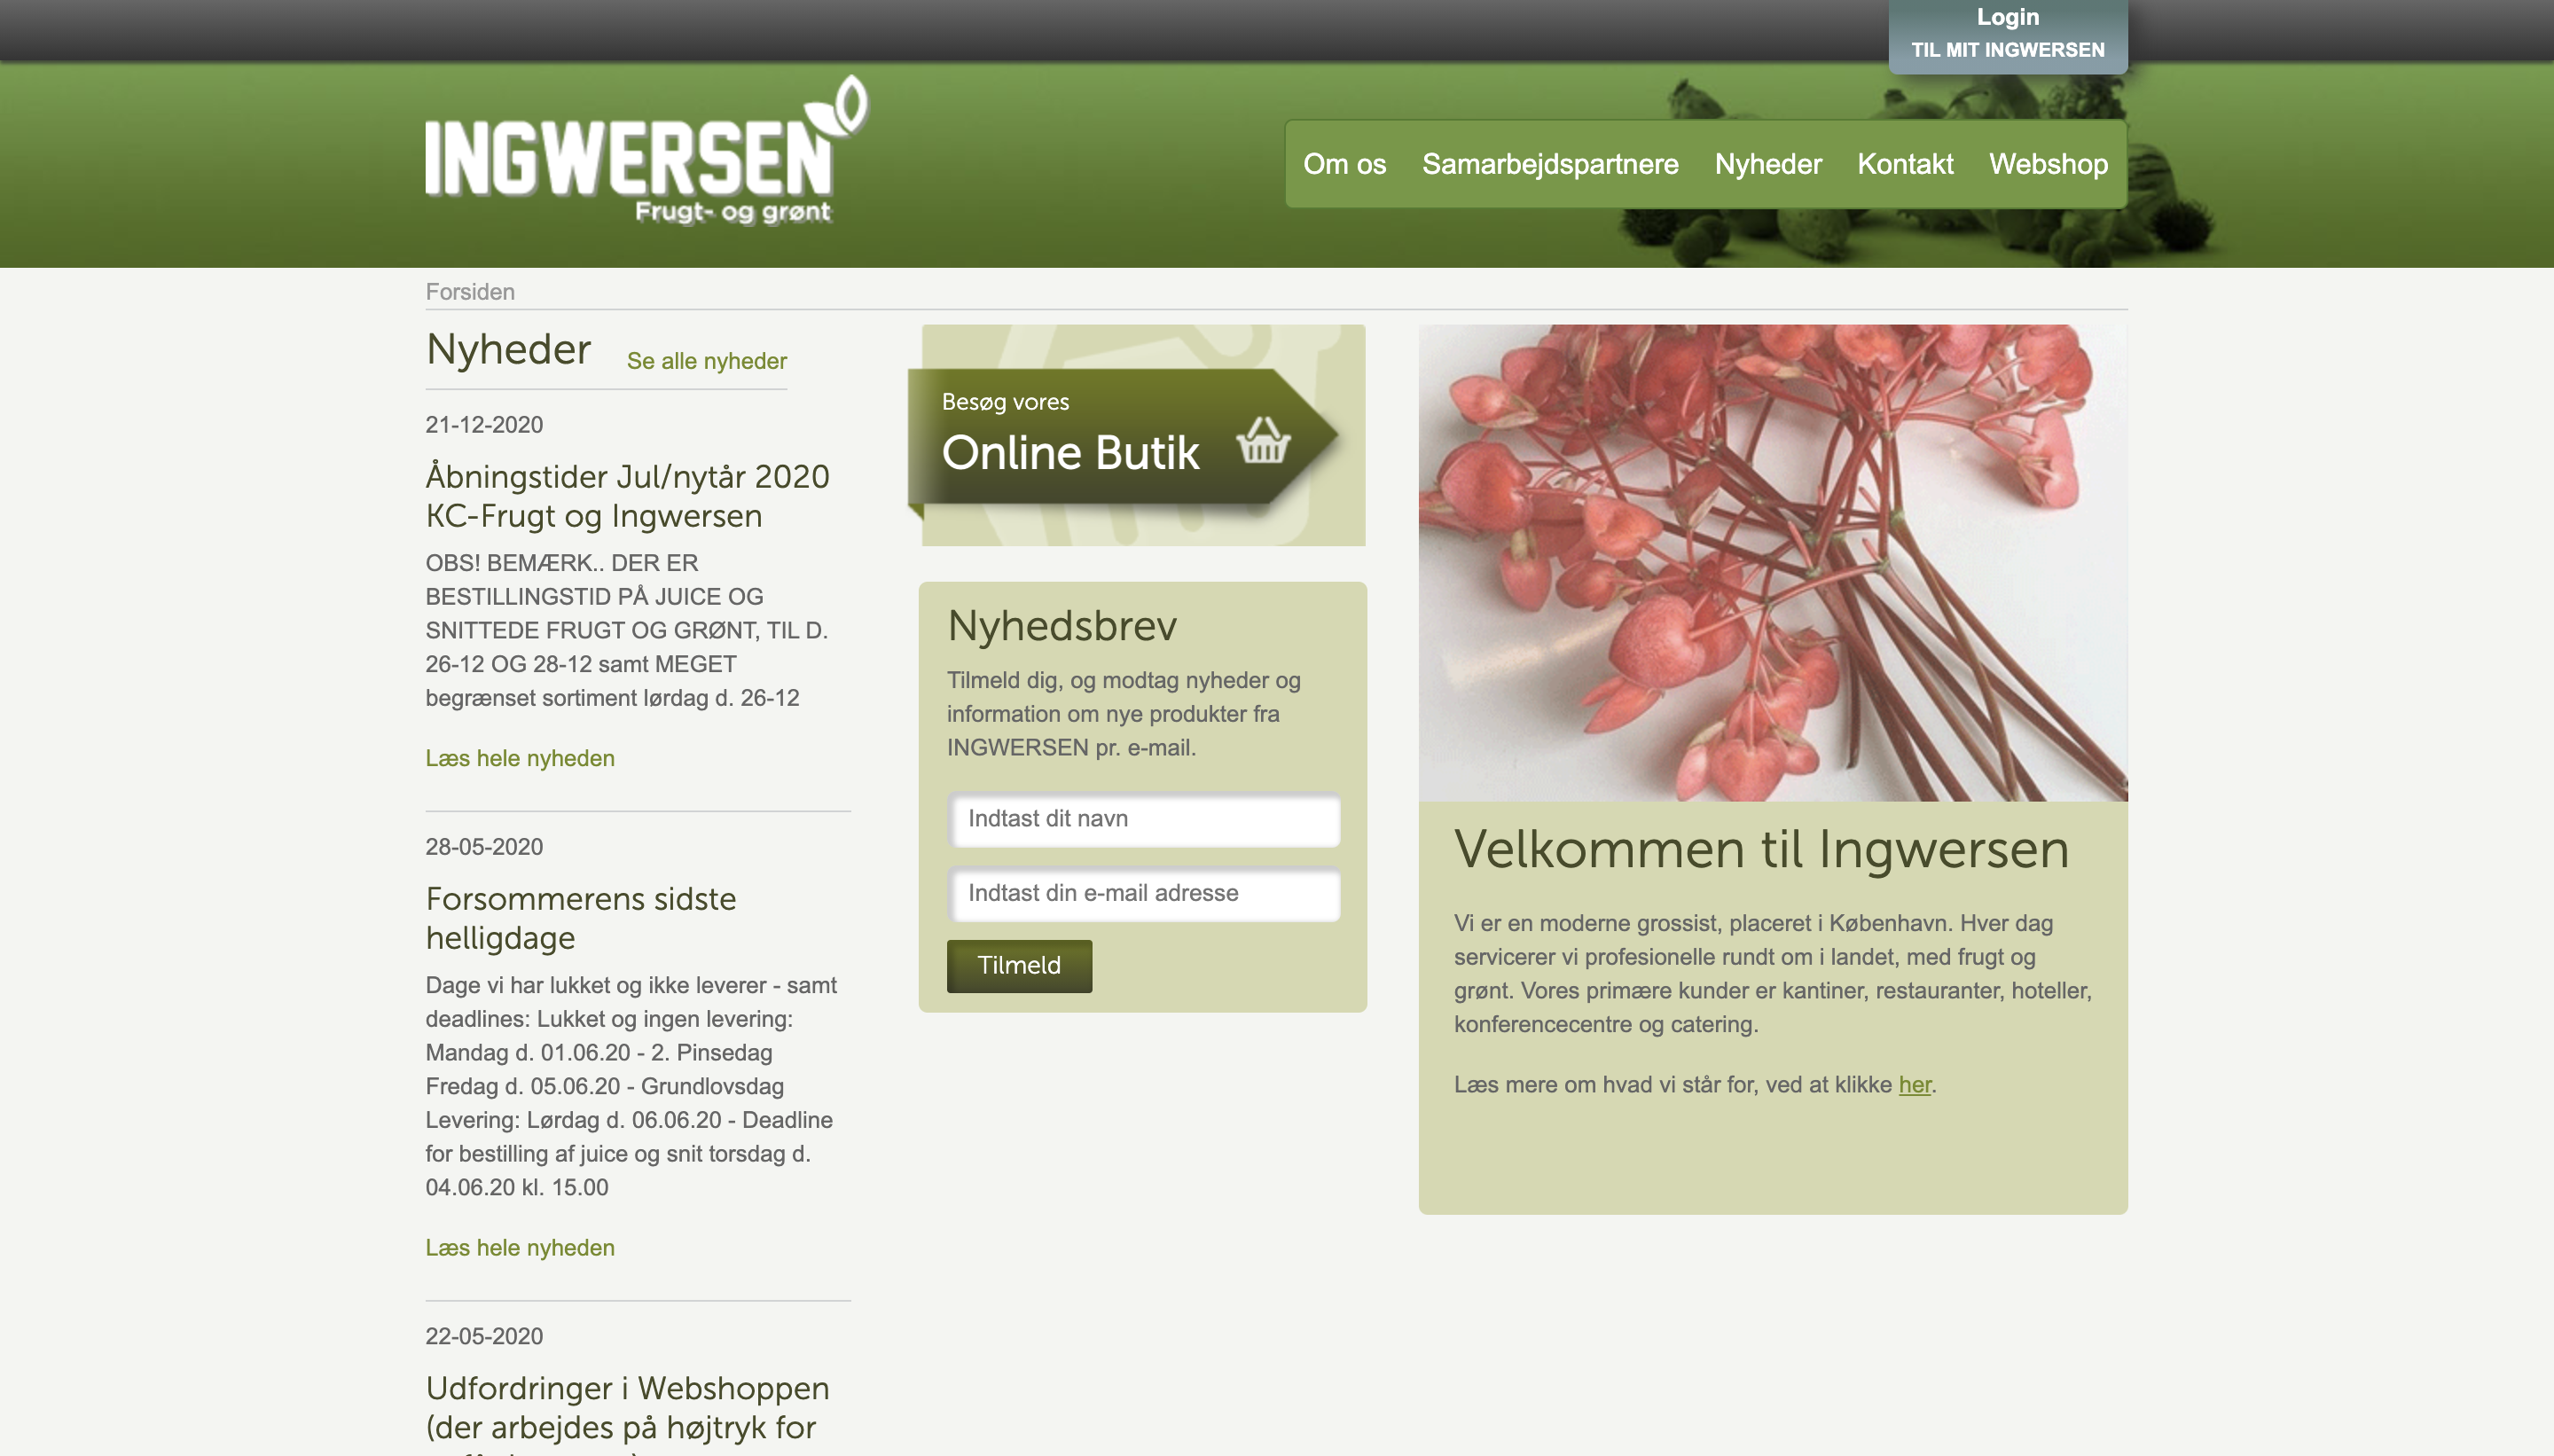 Login
TIL MIT INGWERSEN
INGWERSEN
Frugt- og grønt
Om os Samarbejdspartnere Nyheder Kontakt Webshop
Forsiden
Nyheder Se alle nyheder
21-12-2020
Åbningstider Jul/nytår 2020
KC-Frugt og Ingwersen
OBS! BEMÆRK.. DER ER
BESTILLINGSTID PÅ JUICE OG
SNITTEDE FRUGT OG GRØNT, TIL D.
26-12 OG 28-12 samt MEGET
begrænset sortiment lørdag d. 26-12
Læs hele nyheden
28-05-2020
Forsommerens sidste
helligdage
Dage vi har lukket og ikke leverer - samt
deadlines: Lukket og ingen levering:
Mandag d. 01.06.20 - 2. Pinsedag
Fredag d. 05.06.20 - Grundlovsdag
Levering: Lørdag d. 06.06.20 - Deadline
for bestilling af juice og snit torsdag d.
04.06.20 kl. 15.00
Læs hele nyheden
22-05-2020
Udfordringer i Webshoppen
(der arbejdes på højtryk for
Besøg vores
Online Butik
Nyhedsbrev
Tilmeld dig, og modtag nyheder og
information om nye produkter fra
INGWERSEN pr. e-mail.
Indtast dit navn
Indtast din e-mail adresse
Tilmeld
Velkommen til Ingwersen
Vi er en moderne grossist, placeret i København. Hver dag
servicerer vi profesionelle rundt om i landet, med frugt og
grønt. Vores primære kunder er kantiner, restauranter, hoteller,
konferencecentre og catering.
Læs mere om hvad vi står for, ved at klikke her.